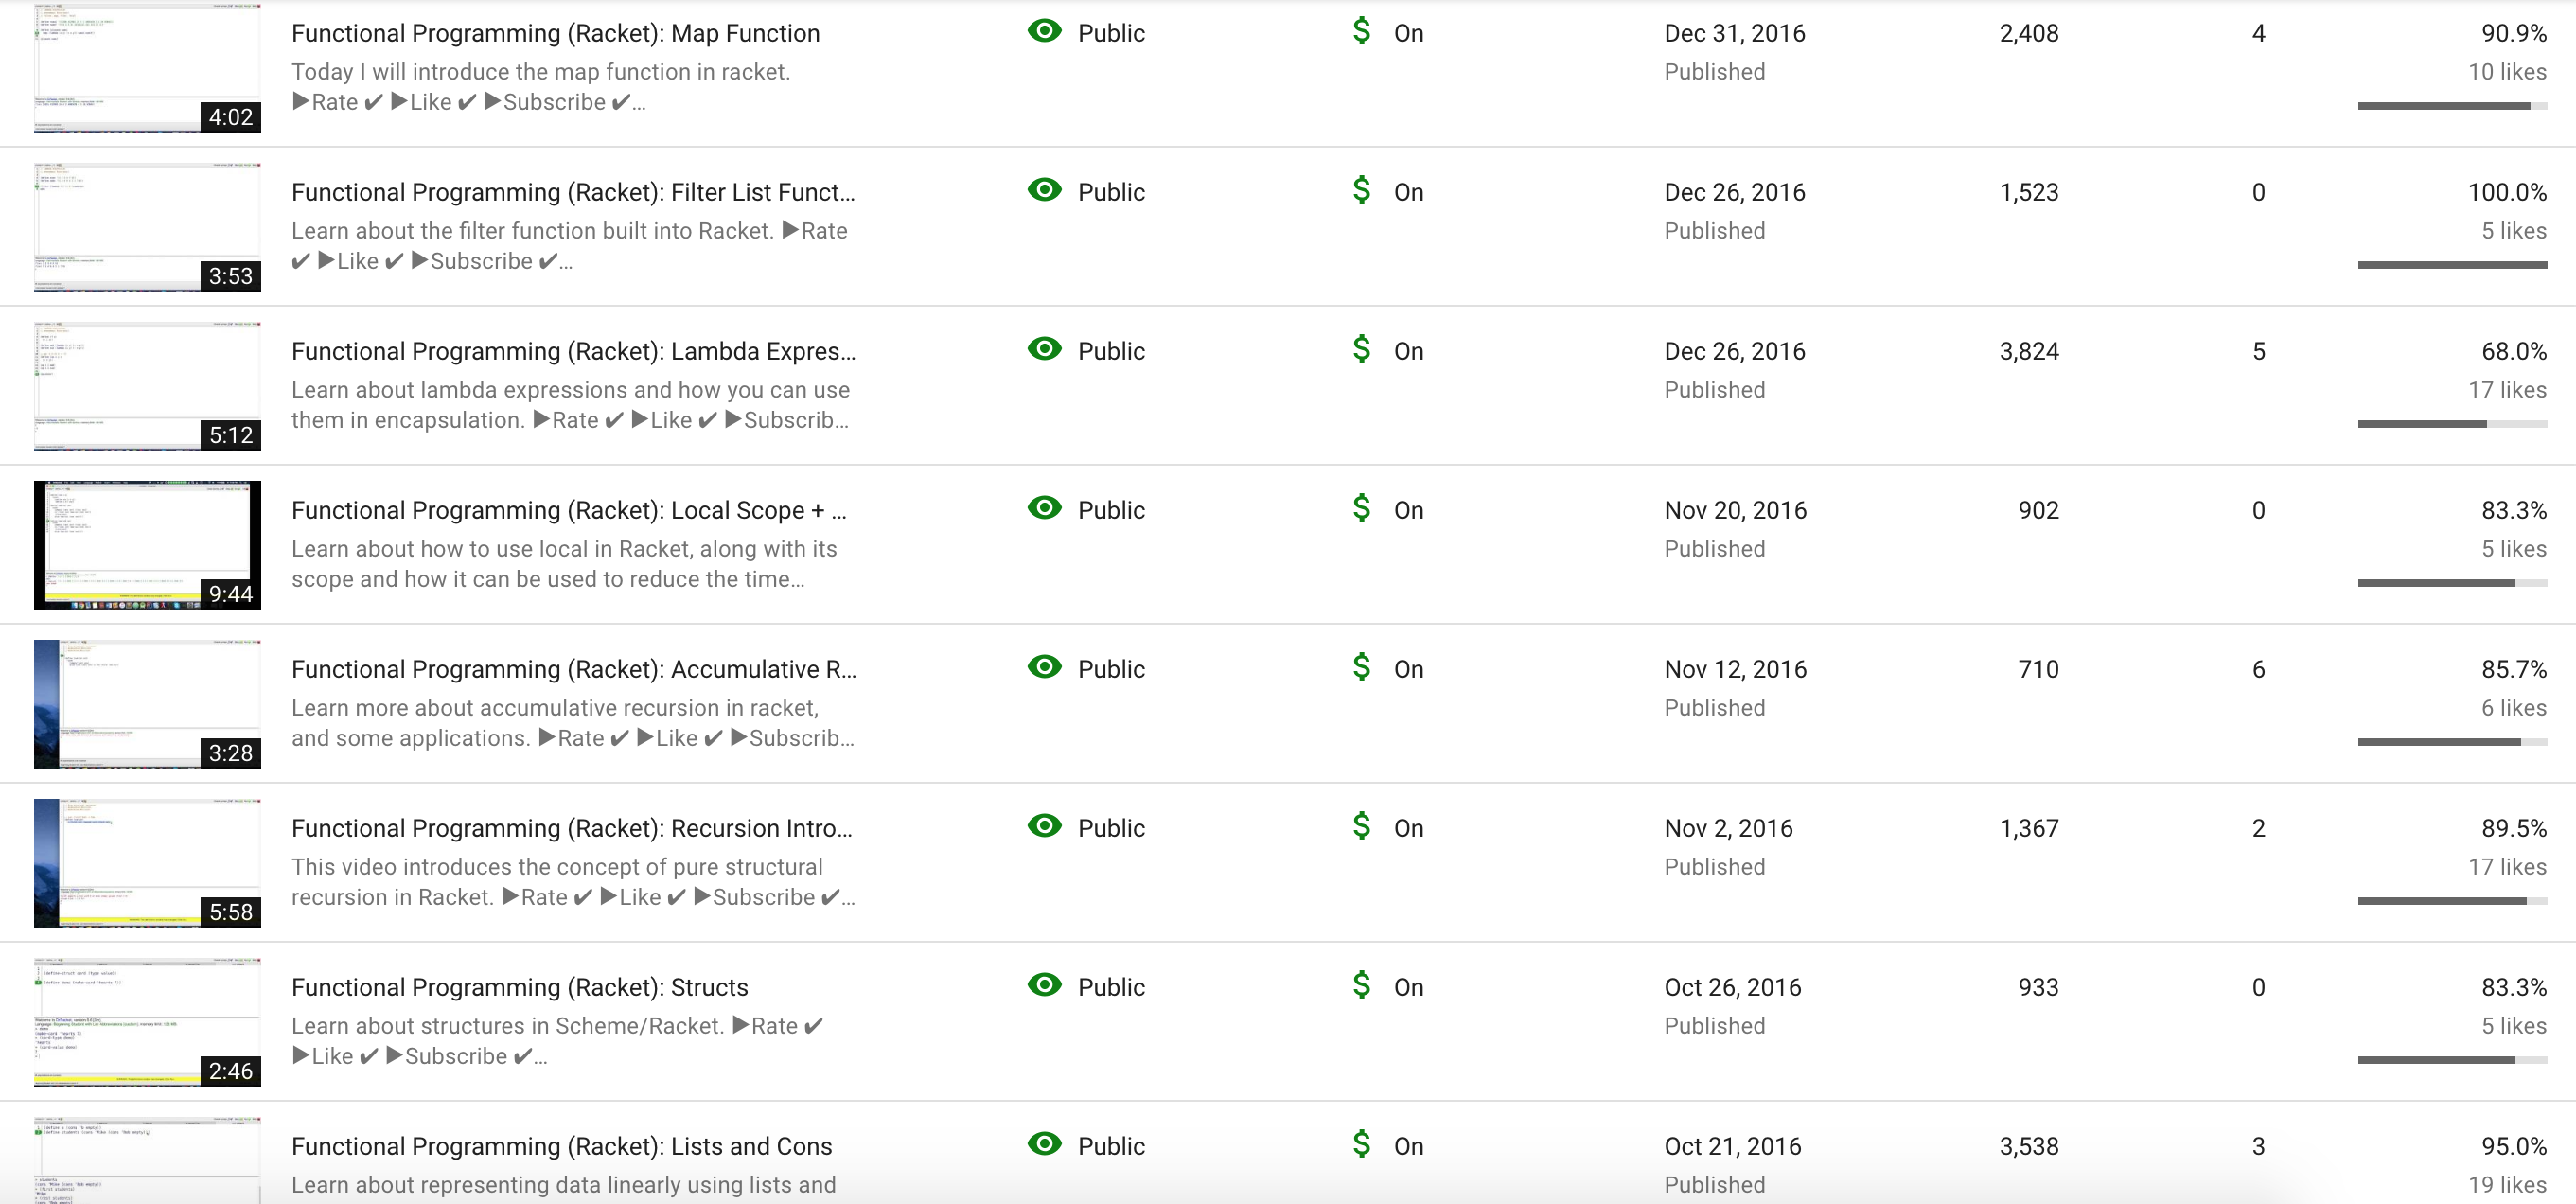 Functional Programming (Racket): Map Function
Public
$ On
Dec 31, 2016
2,408
4
90.9%
Today I will introduce the map function in racket.
Published
10 likes
▶Rate ✔ ▶Like ✔ ▶Subscribe ✔...
4:02
Functional Programming (Racket): Filter List Funct...
Public
$ On
Dec 26, 2016
1,523
0
100.0%
Learn about the filter function built into Racket. ▶Rate
Published
5 likes
✔ ▶Like ✔ ▶Subscribe ✔...
3:53
Functional Programming (Racket): Lambda Expres...
Public
$ On
Dec 26, 2016
3,824
5
68.0%
Learn about lambda expressions and how you can use
Published
17 likes
them in encapsulation. ▶Rate ✔ ▶Like ✔ ▶Subscrib...
5:12
Functional Programming (Racket): Local Scope + ...
Public
$ On
Nov 20, 2016
902
0
83.3%
Learn about how to use local in Racket, along with its
Published
5 likes
scope and how it can be used to reduce the time...
9:44
Functional Programming (Racket): Accumulative R...
Public
$ On
Nov 12, 2016
710
6
85.7%
Learn more about accumulative recursion in racket,
Published
6 likes
and some applications. ▶Rate ✔ ▶Like ✔ ▶Subscrib...
3:28
Functional Programming (Racket): Recursion Intro...
Public
$ On
Nov 2, 2016
1,367
2
89.5%
This video introduces the concept of pure structural
Published
17 likes
recursion in Racket. ▶Rate ✔ ▶Like ✔ ▶Subscribe ✔...
5:58
Functional Programming (Racket): Structs
Public
$ On
Oct 26, 2016
933
0
83.3%
Learn about structures in Scheme/Racket. ▶Rate ✔
Published
5 likes
▶Like ✔ ▶Subscribe ✔...
2:46
Functional Programming (Racket): Lists and Cons
Public
$ On
Oct 21, 2016
3,538
3
95.0%
Learn about representing data linearly using lists and
Published
19 likes